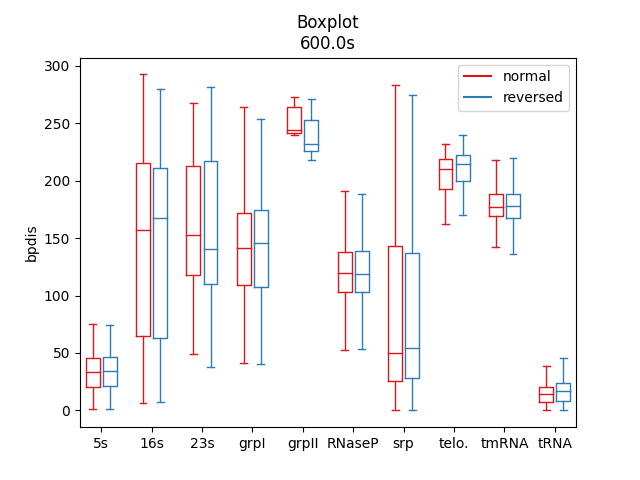 Boxplot
600.0s
normal
reversed
300
250
200
150
100
50
0
bpdis
5s 16s 23s grpI grpII RNaseP srp telo. tmRNA tRNA